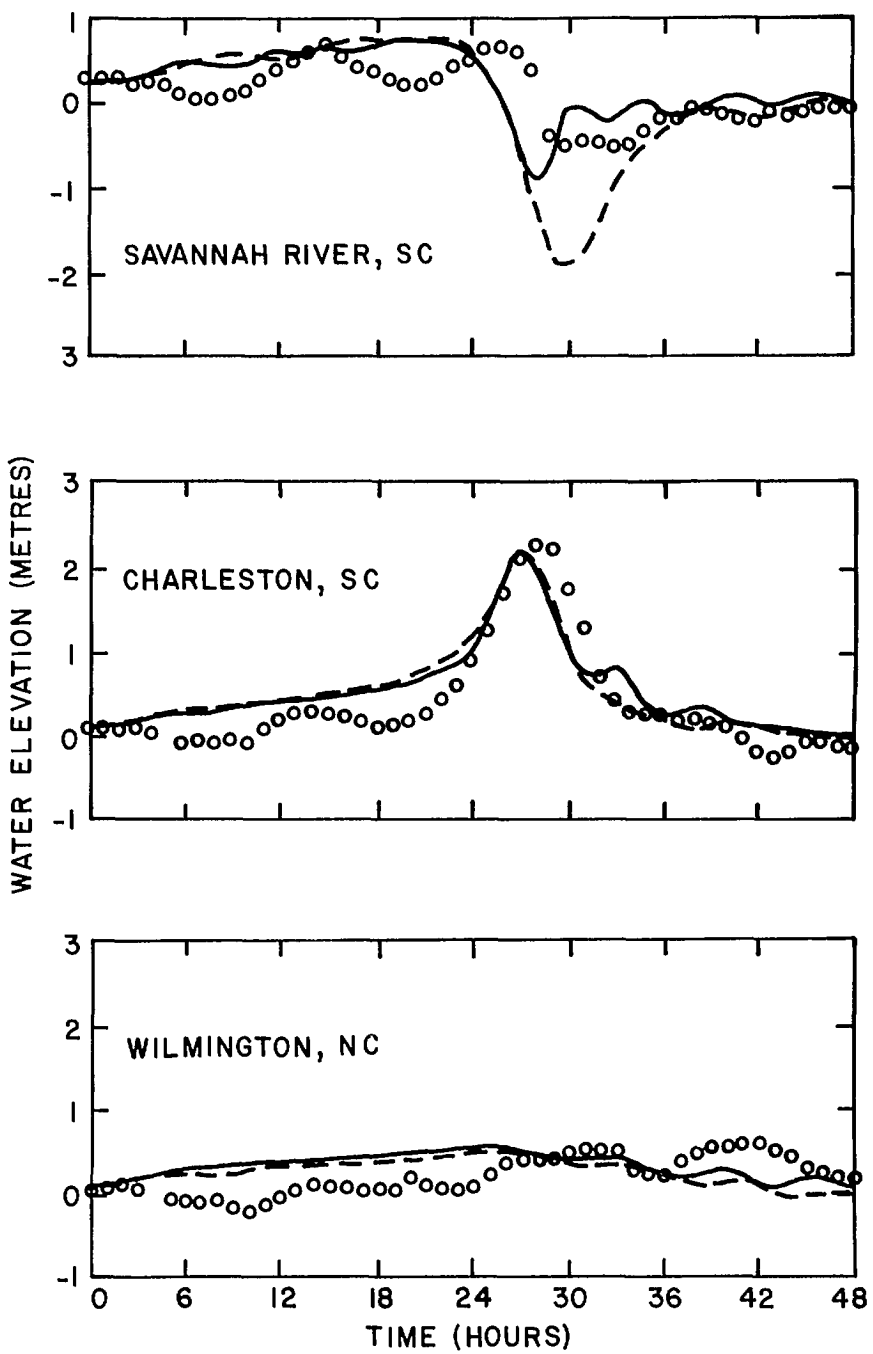 1
0
-1
SAVANNAH RIVER, SC
-2
3
WATER ELEVATION (METRES)
3
2
CHARLESTON, SC
1
0
-1
3
2
WILMINGTON, NC
1
0
-1
0 6 12 18 24 30 36 42 48
TIME (HOURS)